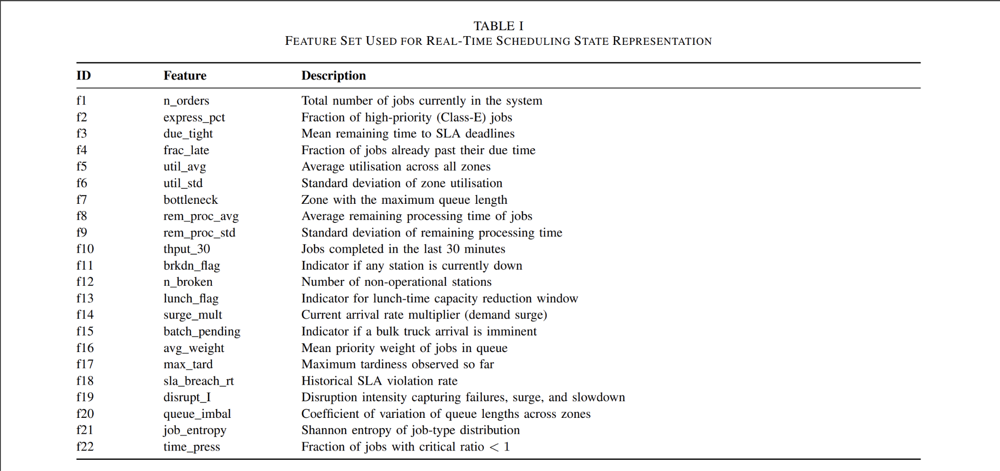 TABLE I
FEATURE SET USED FOR REAL-TIME SCHEDULING STATE REPRESENTATION
ID Feature Description
f1 n_orders Total number of jobs currently in the system
f2 express_pct Fraction of high-priority (Class-E) jobs
f3 due_tight Mean remaining time to SLA deadlines
f4 frac_late Fraction of jobs already past their due time
f5 util_avg Average utilisation across all zones
f6 util_std Standard deviation of zone utilisation
f7 bottleneck Zone with the maximum queue length
f8 rem_proc_avg Average remaining processing time of jobs
f9 rem_proc_std Standard deviation of remaining processing time
f10 thput_30 Jobs completed in the last 30 minutes
f11 brkdn_flag Indicator if any station is currently down
f12 n_broken Number of non-operational stations
f13 lunch_flag Indicator for lunch-time capacity reduction window
f14 surge_mult Current arrival rate multiplier (demand surge)
f15 batch_pending Indicator if a bulk truck arrival is imminent
f16 avg_weight Mean priority weight of jobs in queue
f17 max_tard Maximum tardiness observed so far
f18 sla_breach_rt Historical SLA violation rate
f19 disrupt_I Disruption intensity capturing failures, surge, and slowdown
f20 queue_imbal Coefficient of variation of queue lengths across zones
f21 job_entropy Shannon entropy of job-type distribution
f22 time_press Fraction of jobs with critical ratio < 1